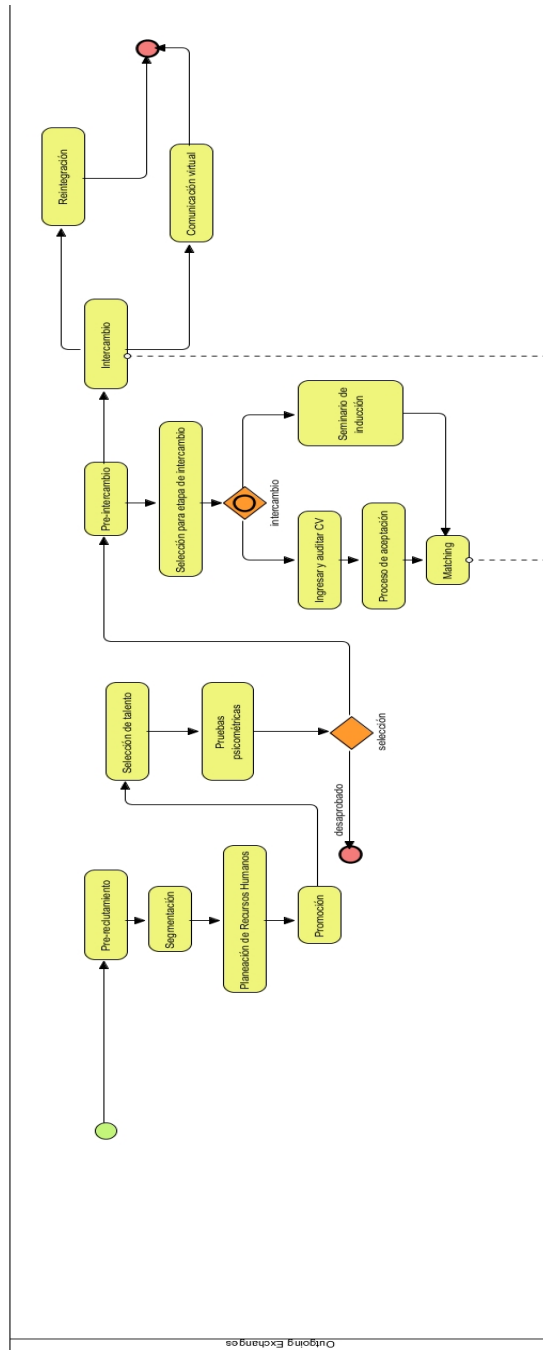 Outgoing Exchanges
Pre-reclutamiento
Segmentación
Planeación de Recursos Humanos
Promoción
Selección de talento
Pruebas
psicométricas
selección
desaprobado
Pre-intercambio
Selección para etapa de intercambio
intercambio
Ingresar y auditar CV
Proceso de aceptación
Matching
Seminario de
inducción
Intercambio
Reintegración
Comunicación virtual